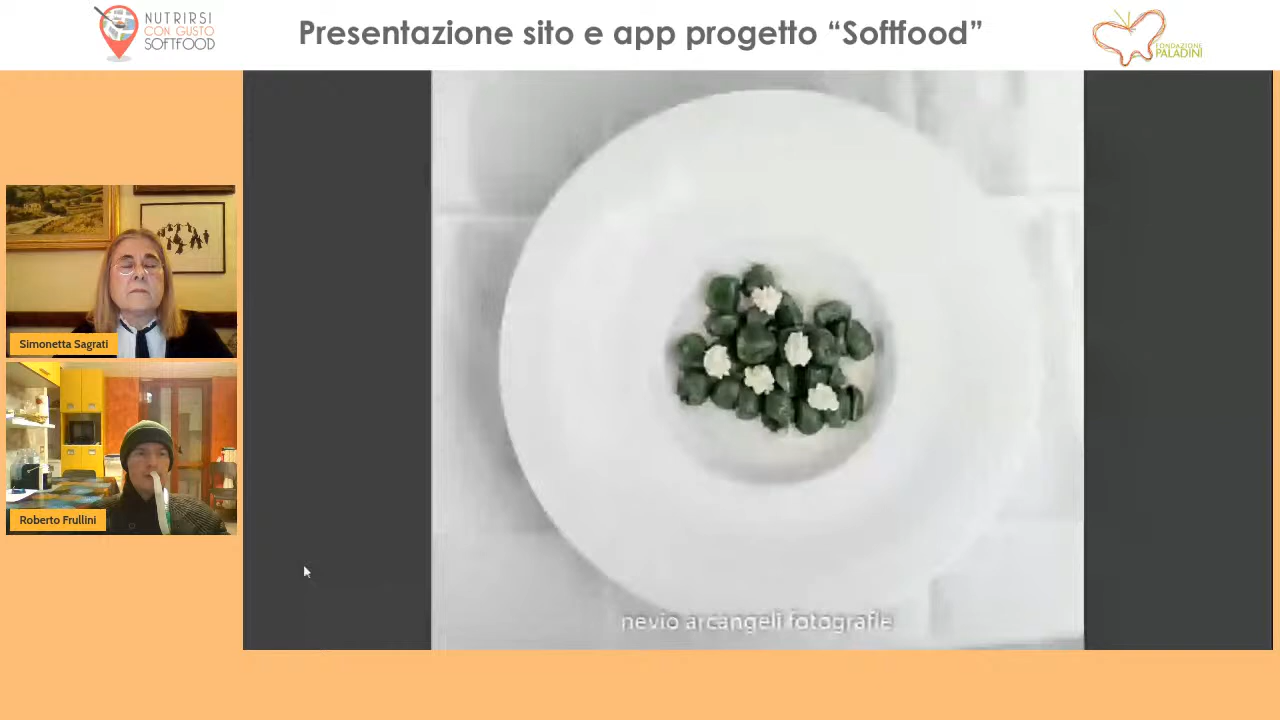 NUTRIRSI
CON GUSTO
SOFTFOOD
Presentazione sito e app progetto “Softfood”
FONDAZIONE
PALADINI
Simonetta Sagrati
Roberto Frullini
nevio arcangeli fotografie